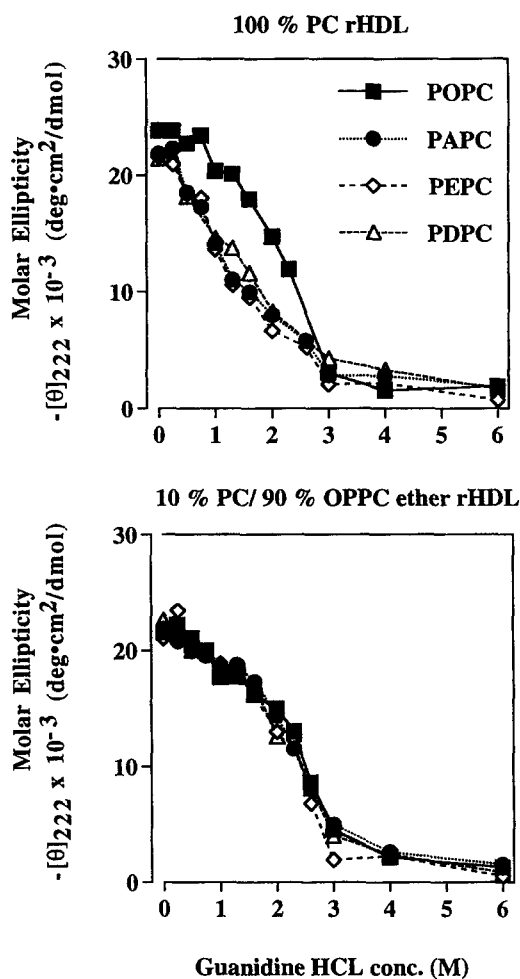 100 % PC rHDL
30
20
10
0
Molar Ellipticity
-[θ]222 x 10-3 (deg•cm2/dmol)
POPC
PAPC
PEPC
PDPC
0 1 2 3 4 5 6
10 % PC/ 90 % OPPC ether rHDL
30
20
10
0
Molar Ellipticity
-[θ]222 x 10-3 (deg•cm2/dmol)
0 1 2 3 4 5 6
Guanidine HCL conc. (M)